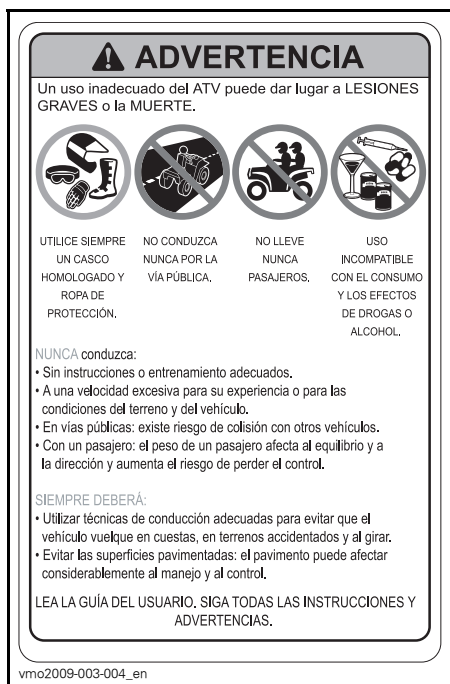 ADVERTENCIA
Un uso inadecuado del ATV puede dar lugar a LESIONES
GRAVES o la MUERTE.
UTILICE SIEMPRE
UN CASCO
HOMOLOGADO Y
ROPA DE
PROTECCIÓN.
NO CONDUZCA
NUNCA POR LA
VÍA PÚBLICA.
NO LLEVE
NUNCA
PASAJEROS.
USO
INCOMPATIBLE
CON EL CONSUMO
Y LOS EFECTOS
DE DROGAS O
ALCOHOL.
NUNCA conduzca:
• Sin instrucciones o entrenamiento adecuados.
• A una velocidad excesiva para su experiencia o para las
condiciones del terreno y del vehículo.
• En vías públicas: existe riesgo de colisión con otros vehículos.
• Con un pasajero: el peso de un pasajero afecta al equilibrio y a
la dirección y aumenta el riesgo de perder el control.
SIEMPRE DEBERÁ:
• Utilizar técnicas de conducción adecuadas para evitar que el
vehículo vuelque en cuestas, en terrenos accidentados y al girar.
• Evitar las superficies pavimentadas: el pavimento puede afectar
considerablemente al manejo y al control.
LEA LA GUÍA DEL USUARIO. SIGA TODAS LAS INSTRUCCIONES Y
ADVERTENCIAS.
vmo2009-003-004_en